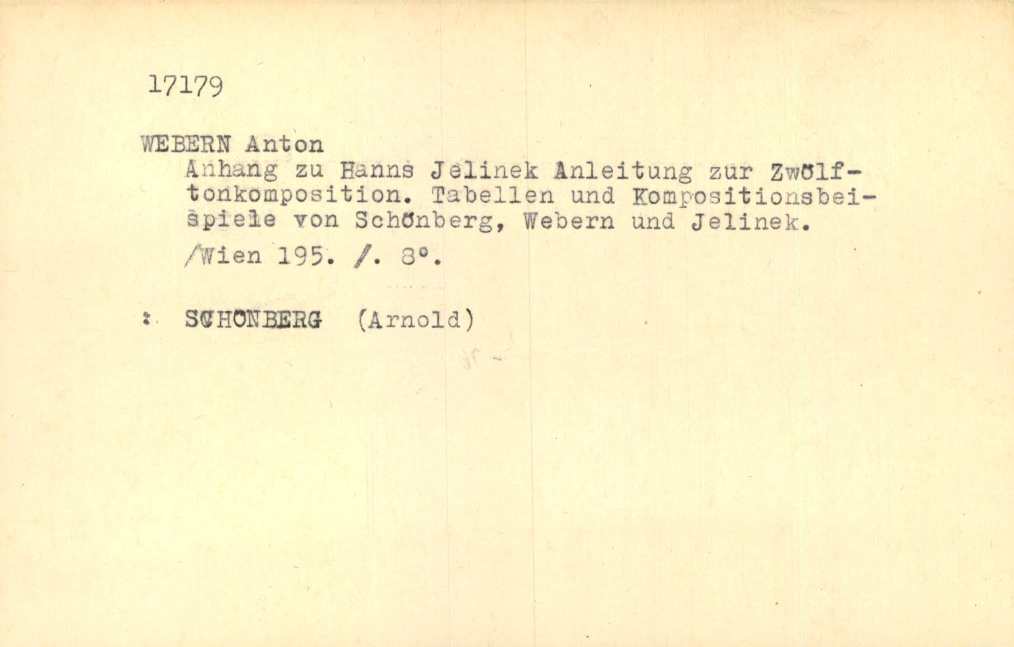 17179
WEBERN Anton
Anhang zu Hanns Jelinek Anleitung zur Zwölf-
tonkomposition. Tabellen und Kompositionsbei-
spiele von Schönberg, Webern und Jelinek.
/Wien 195. /. 8°.
: SCHÖNBERG (Arnold)